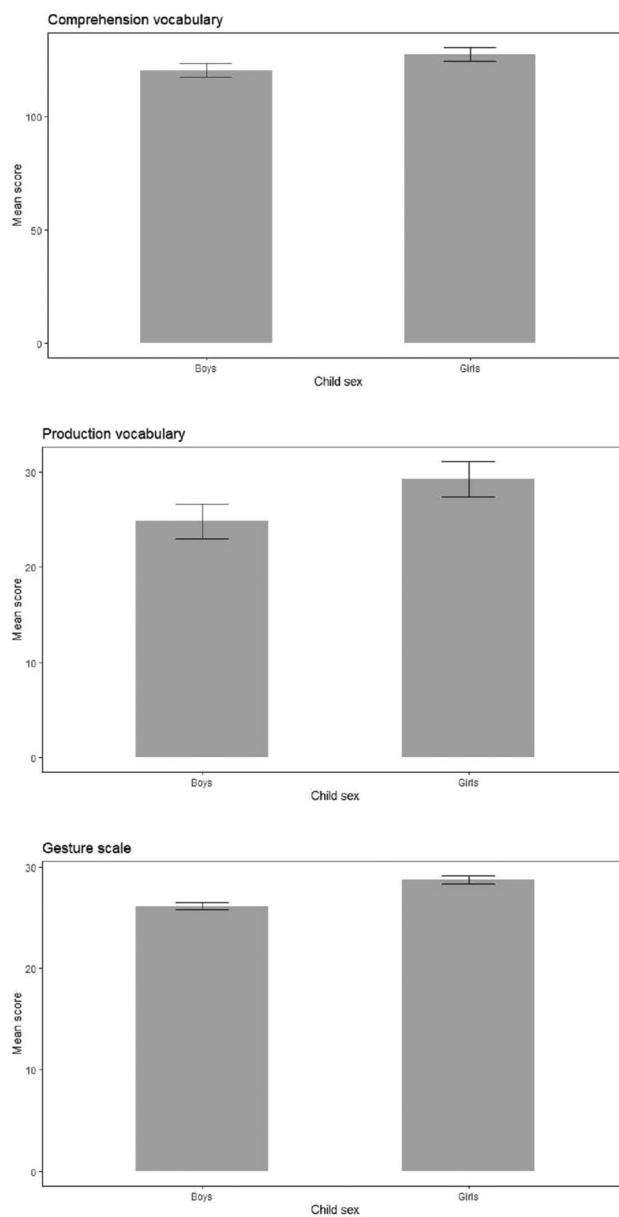 Comprehension vocabulary
Mean score
100
50
0
Boys
Girls
Child sex
Production vocabulary
Mean score
30
20
10
0
Boys
Girls
Child sex
Gesture scale
Mean score
30
20
10
0
Boys
Girls
Child sex